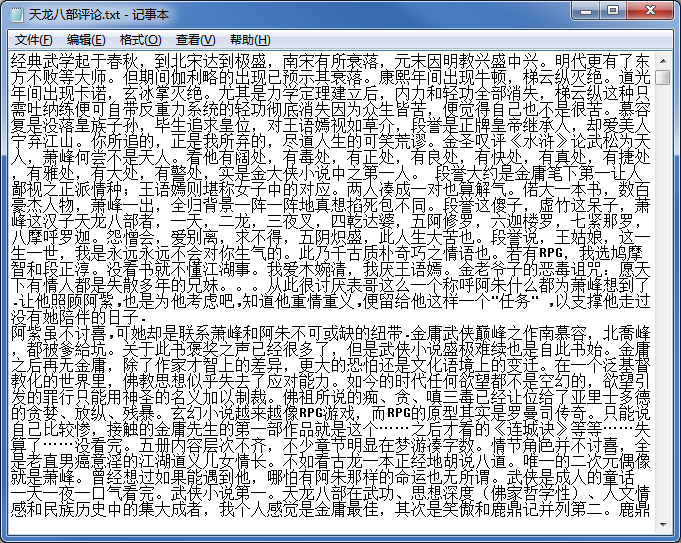 天龙八部评论.txt - 记事本
文件(F) 编辑(E) 格式(O) 查看(V) 帮助(H)
经典武学起于春秋，到北宋达到极盛，南宋有所衰落，元末因明教兴盛中兴。明代更有了东
方不败等大师。但期间伽利略的出现已预示其衰落。康熙年间出现牛顿，梯云纵灭绝。道光
年间出现卡诺，玄冰掌灭绝。尤其是力学定理建立后，内力和轻功全部消失，梯云纵这种只
需吐纳练便可自带反重力系统的轻功彻底消失因为众生皆苦，便觉得自己也不是很苦。慕容
复是没落皇族子孙，毕生追求皇位，对王语嫣视如草介，段誉是正牌皇帝继承人，却爱美人
宁弃江山。你所追的，正是我所弃的，尽道人生的可笑荒谬。金圣叹评《水浒》论武松为天
人，萧峰何尝不是天人。看他有阔处，有毒处，有正处，有良处，有快处，有真处，有捷处
，有雅处，有大处，有警处，实是金大侠小说中之第一人。 段誉大约是金庸笔下第一让人
鄙视之正派情种；王语嫣则堪称女子中的对应。两人凑成一对也算解气。偌大一本书，数百
豪杰人物，萧峰一出，全归背景一阵一阵地真想掐死包不同。段誉这傻子，虚竹这呆子，萧
峰这汉子天龙八部者，一天，二龙，三夜叉，四乾达婆，五阿修罗，六迦楼罗，七紧那罗，
八摩呼罗迦。怨憎会，爱别离，求不得，五阴炽盛，此人生大苦也。段誉说，王姑娘，这一
生一世，我是永远永远不会对你生气的。此乃千古质朴奇巧之情语也。若有RPG，我选鸠摩
智和段正淳。没看书就不懂江湖事。我爱木婉清，我厌王语嫣。金老爷子的恶毒诅咒：愿天
下有情人都是失散多年的兄妹。。。从此很讨厌表哥这么一个称呼阿朱什么都为萧峰想到了
.让他照顾阿紫,也是为他考虑吧,知道他重情重义,便留给他这样一个"任务" ,以支撑他走过
没有她陪伴的日子.
阿紫虽不讨喜,可她却是联系萧峰和阿朱不可或缺的纽带.金庸武侠巅峰之作南慕容，北喬峰
，都被爹给坑。关于此书褒奖之声已经很多了，但是武侠小说盛极难续也是自此书始。金庸
之后再无金庸，除了作家才智上的差异，更大的恐怕还是文化语境上的变迁。在一个泛基督
教化的世界里，佛教思想似乎失去了应对能力。如今的时代任何欲望都不是空幻的，欲望引
发的罪行只能用神圣的名义加以制裁。佛祖所说的痴、贪、嗔三毒已经让位给了亚里士多德
的贪婪、放纵、残暴。玄幻小说越来越像RPG游戏，而RPG的原型其实是罗曼司传奇。只能说
自己比较惨，接触的金庸先生的第一部作品就是这个……之后才看的《连城诀》等等……失
算了……没看完。五册内容层次不齐，不少章节明显在梦游凑字数。情节角色并不讨喜，全
是老直男癌意淫的江湖道义儿女情长。不如看古龙一本正经地胡说八道。唯一的二次元偶像
就是萧峰。曾经想过如果能遇到他，哪怕有阿朱那样的命运也无所谓。武侠是成人的童话
一天一夜一口气看完。武侠小说第一。天龙八部在武功、思想深度（佛家哲学性）、人文情
感和民族历史中的集大成者，我个人感觉是金庸最佳，其次是笑傲和鹿鼎记并列第二。鹿鼎